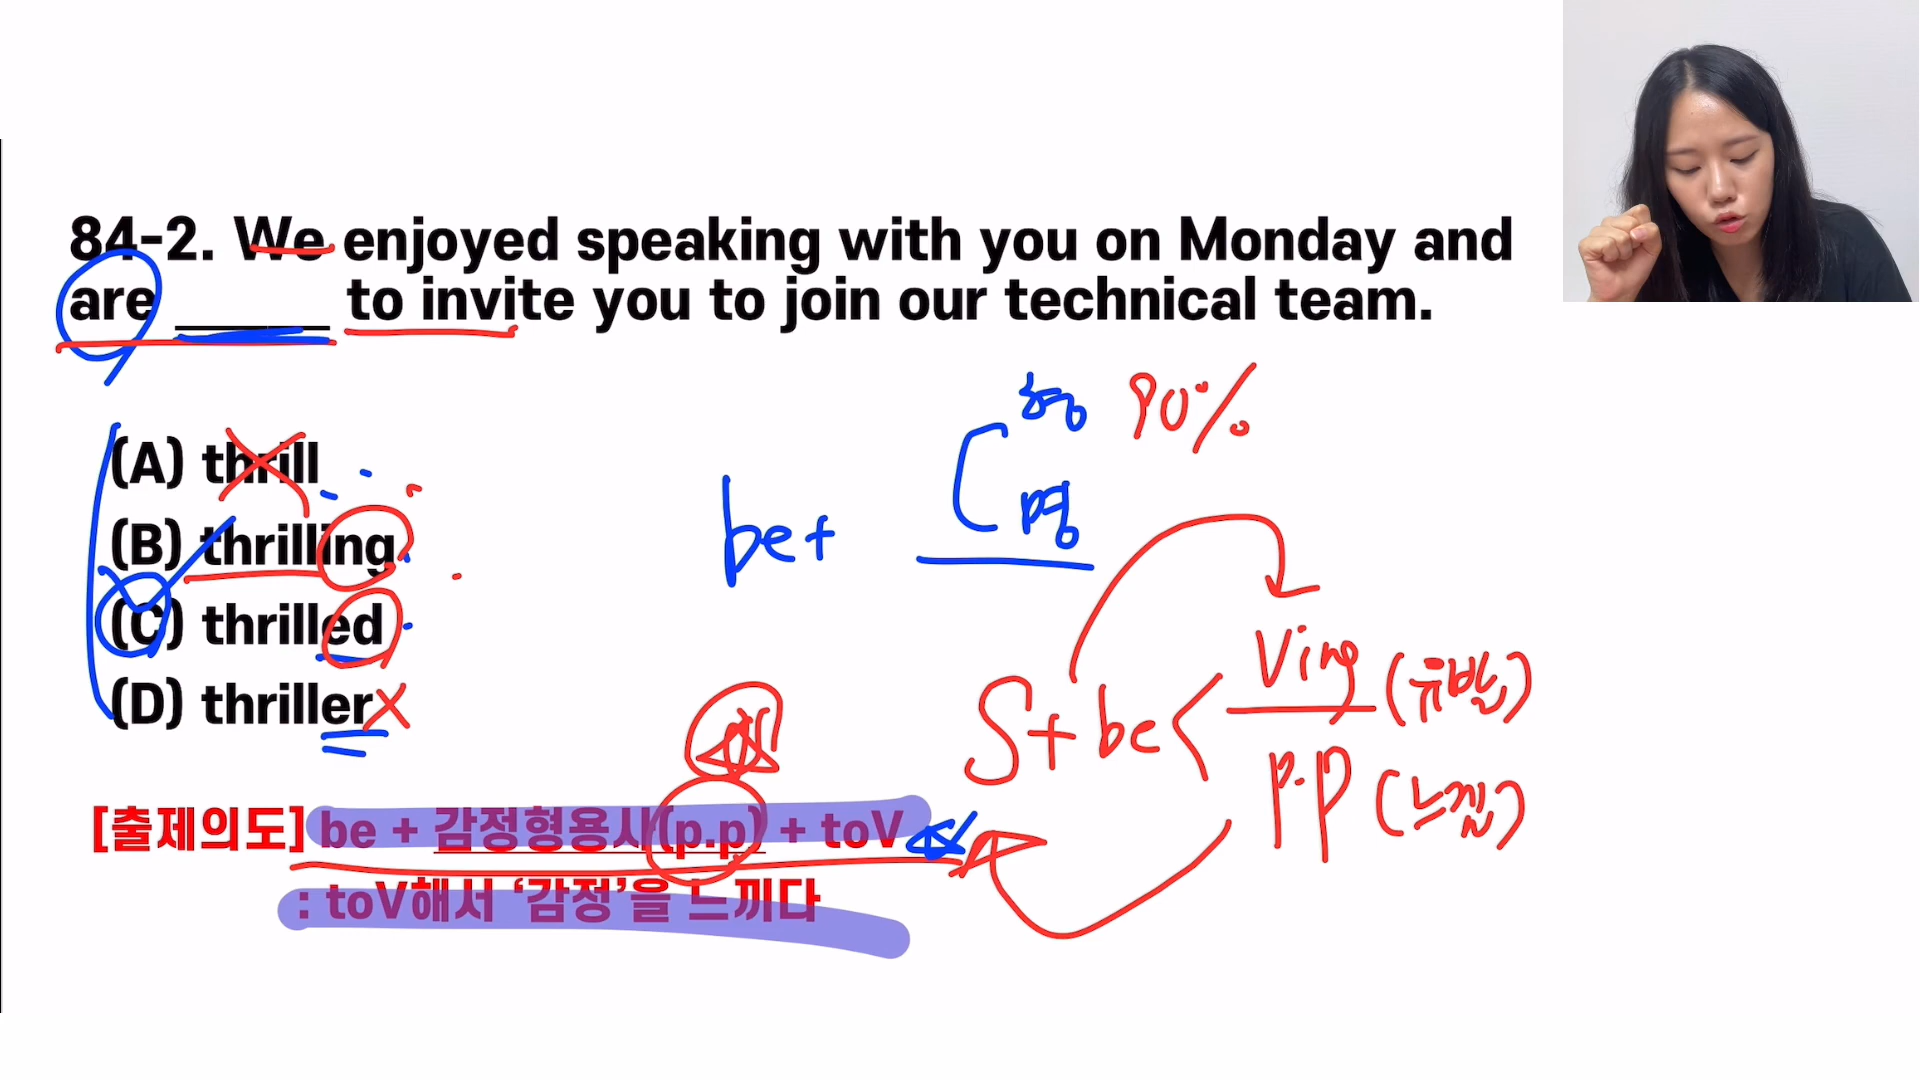 84-2. We enjoyed speaking with you on Monday and
are ______ to invite you to join our technical team.
형 90%
(A) thrill
be+
명
(B) thrilling
(C) thrilled
Ving (유발)
S+be
(D) thriller X
p.p (느낌)
[출제의도] be + 감정형용사(p.p) + toV
: toV해서 ‘감정’을 느끼다